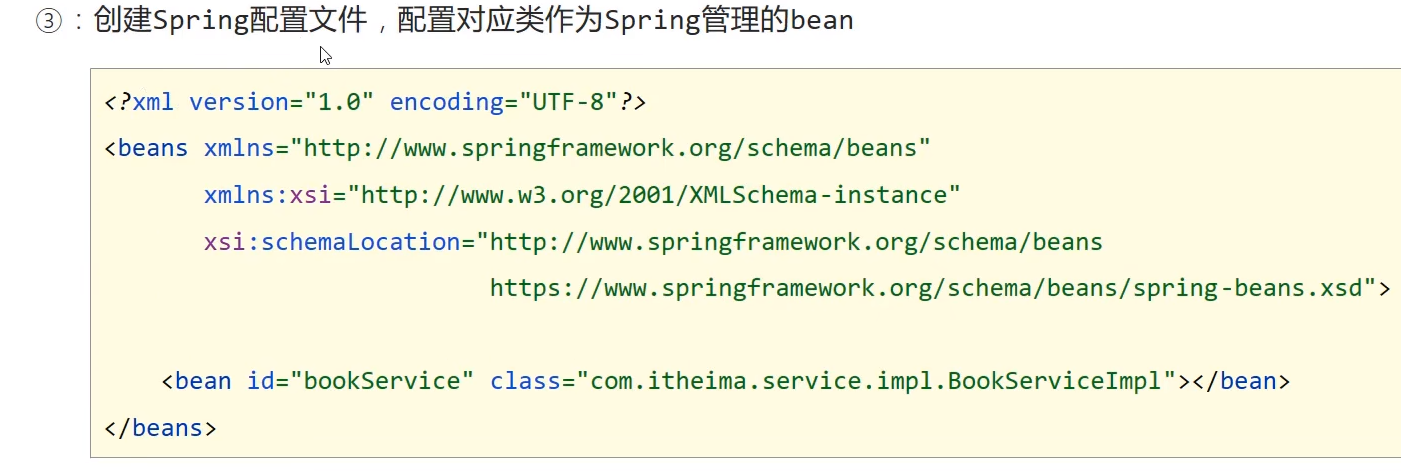 ③：创建Spring配置文件，配置对应类作为Spring管理的bean
<?xml version="1.0" encoding="UTF-8"?>
<beans xmlns="http://www.springframework.org/schema/beans"
xmlns:xsi="http://www.w3.org/2001/XMLSchema-instance"
xsi:schemaLocation="http://www.springframework.org/schema/beans
https://www.springframework.org/schema/beans/spring-beans.xsd">
<bean id="bookService" class="com.itheima.service.impl.BookServiceImpl"></bean>
</beans>